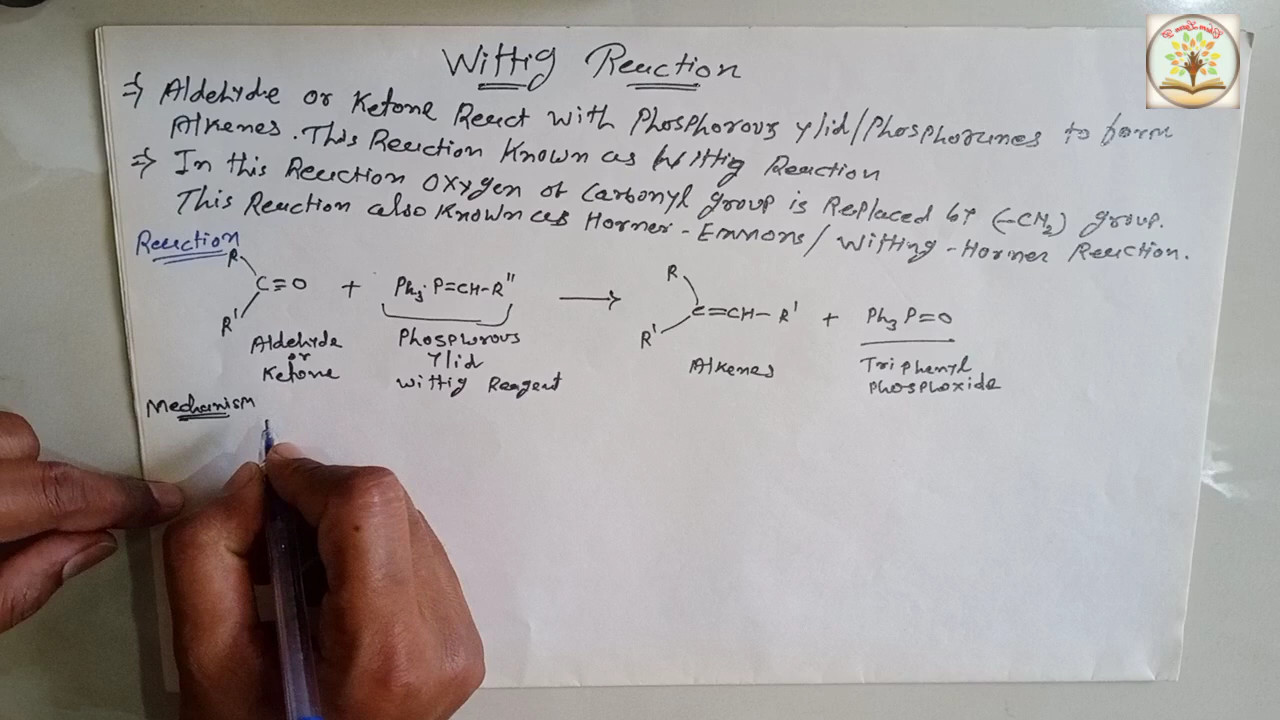 Wittig Reaction
⇒ Aldehyde or Ketone React with Phosphorous Ylid/Phosphoranes to form
Alkenes. This Reaction Known as Wittig Reaction
⇒ In this Reaction Oxygen of Carbonyl group is Replaced by (=CH2) group.
This Reaction also Known as Horner-Emmons/Witting-Horner Reaction.
Reaction
R
C=O + Ph3 P=CH-R"
R'
Aldehyde
or
Ketone
Phosphorous
Ylid
Wittig Reagent
→
R
C=CH-R' + Ph3 P=O
R'
Alkenes
Triphenyl
Phosphoxide
Mechanism